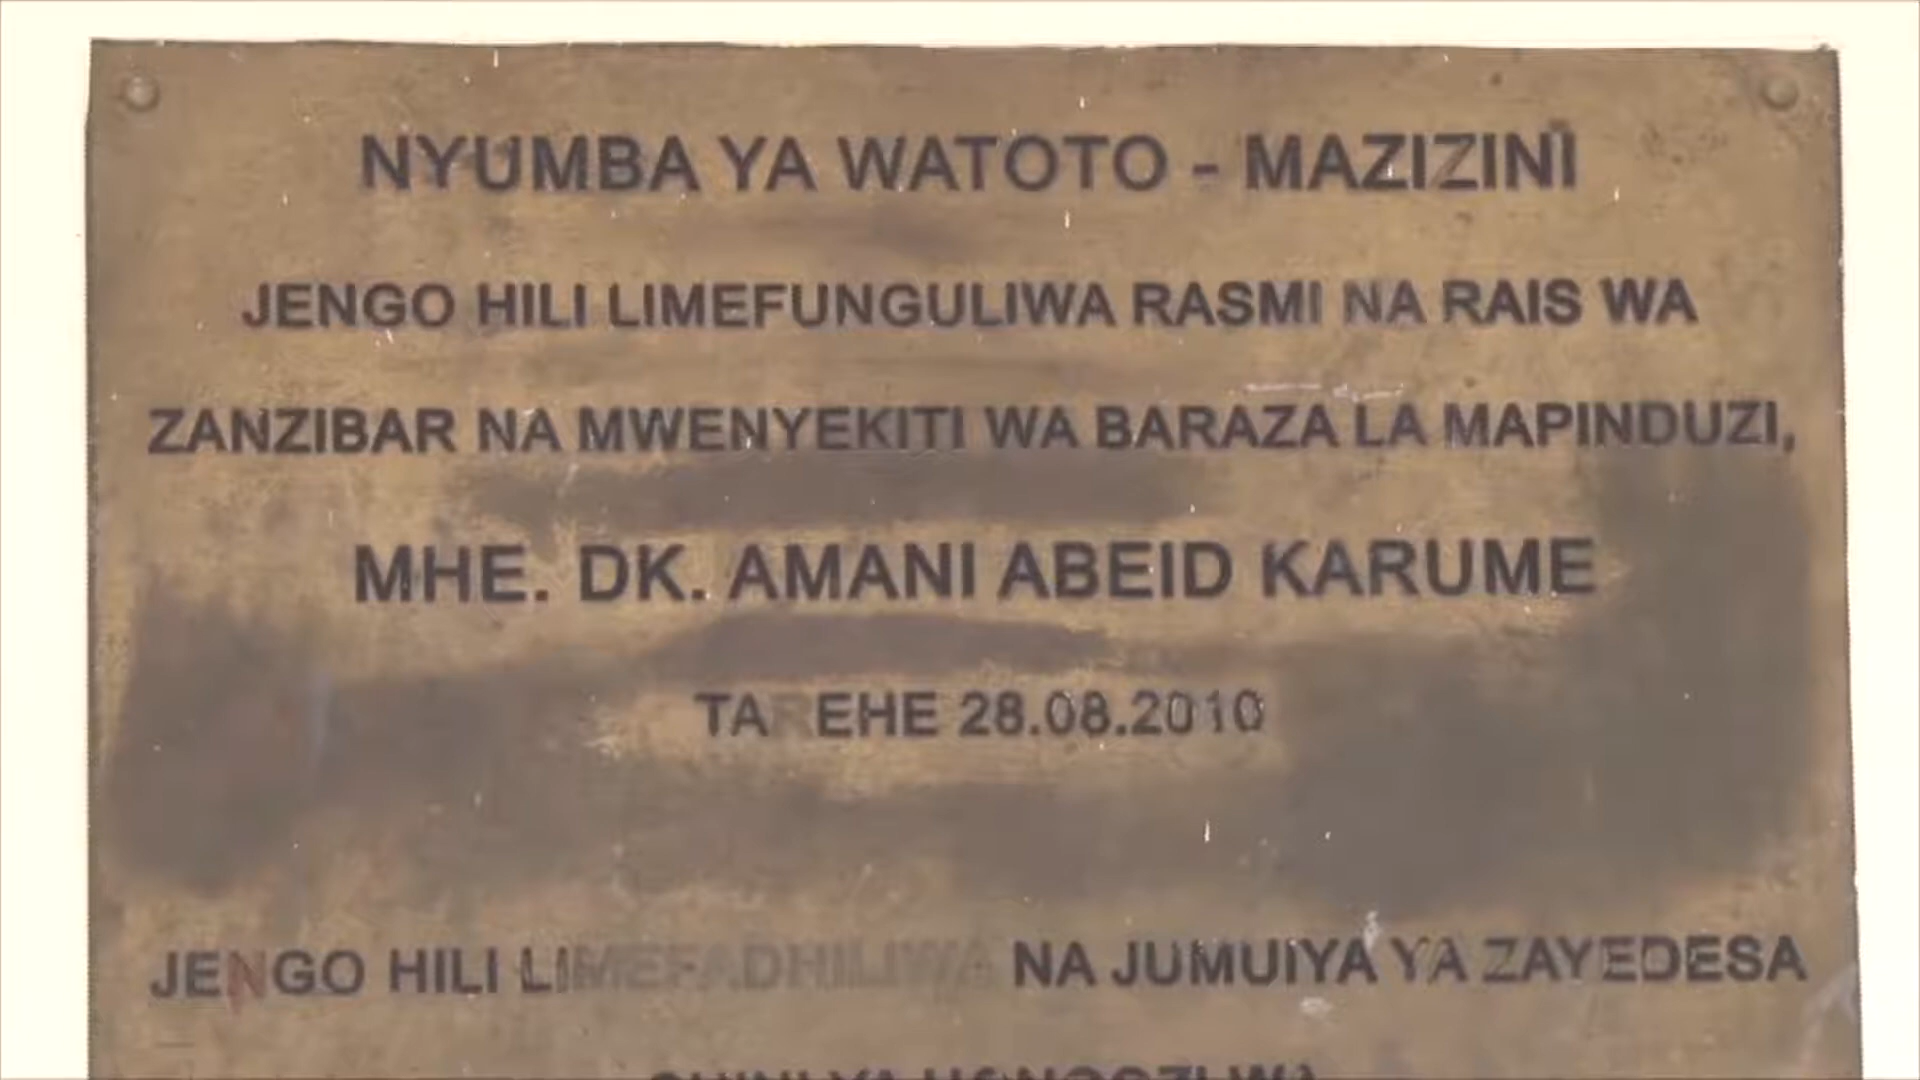 NYUMBA YA WATOTO - MAZIZINI
JENGO HILI LIMEFUNGULIWA RASMI NA RAIS WA
ZANZIBAR NA MWENYEKITI WA BARAZA LA MAPINDUZI,
MHE. DK. AMANI ABEID KARUME
TAREHE 28.08.2010
JENGO HILI LIMEFADHILIWA NA JUMUIYA YA ZAYEDESA